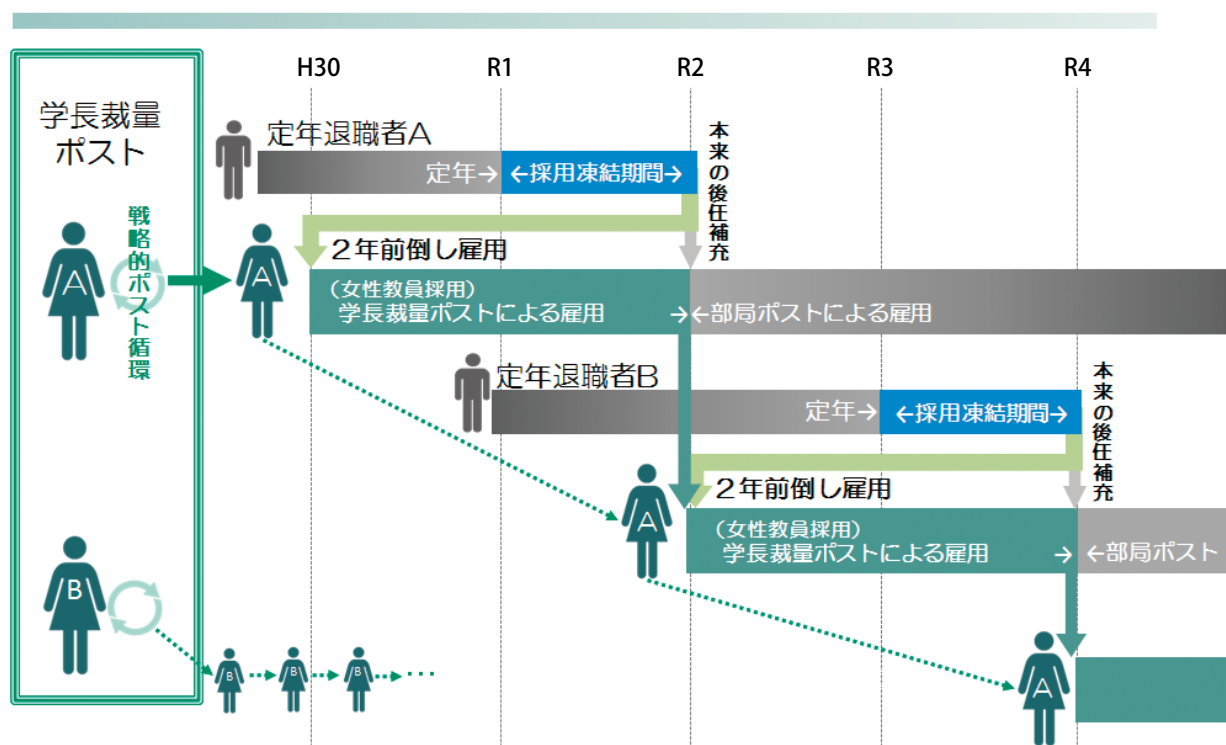 H30
R1
R2
R3
R4
学長裁量
ポスト
A
戦略的ポスト循環
定年退職者A
定年→
←採用凍結期間→
本来の後任補充
A
2年前倒し雇用
(女性教員採用)
学長裁量ポストによる雇用
→
←部局ポストによる雇用
定年退職者B
定年→
←採用凍結期間→
本来の後任補充
A
2年前倒し雇用
(女性教員採用)
学長裁量ポストによる雇用
→
←部局ポスト
B
B
B
B
…
A